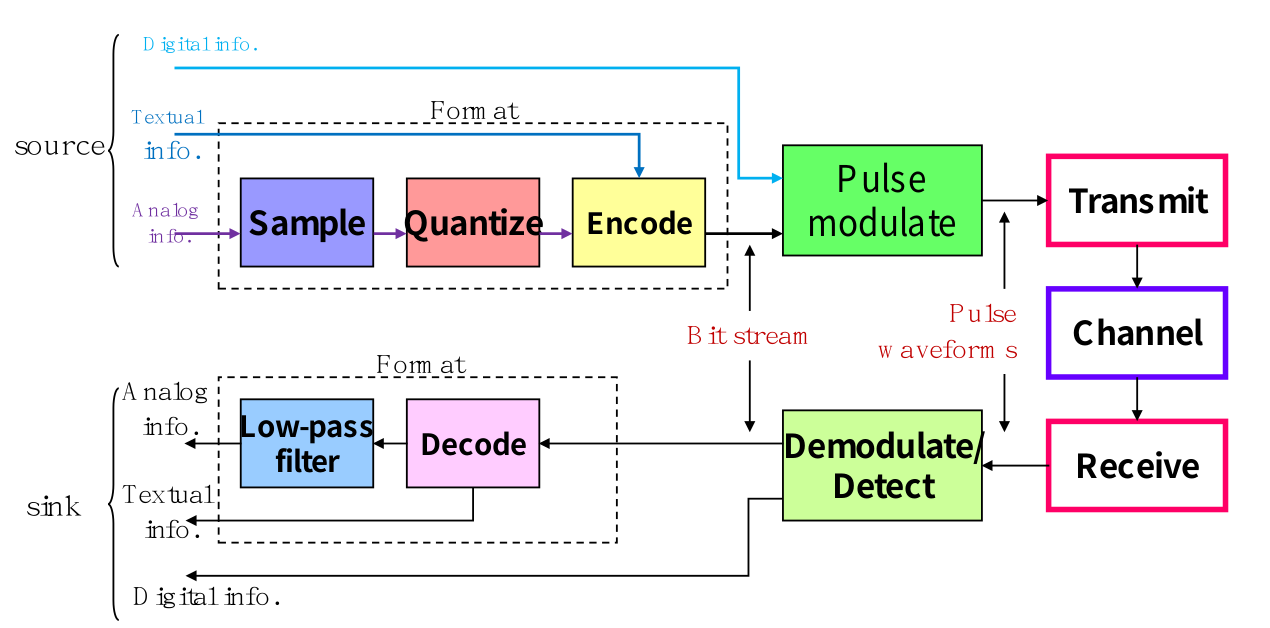 Digital info.
Textual
info.
Format
source
Analog
info.
Sample
Quantize
Encode
Pulse
modulate
Transmit
Bit stream
Pulse
waveforms
Channel
Format
Analog
info.
Low-pass
filter
Decode
Demodulate/
Detect
Receive
sink
Textual
info.
Digital info.